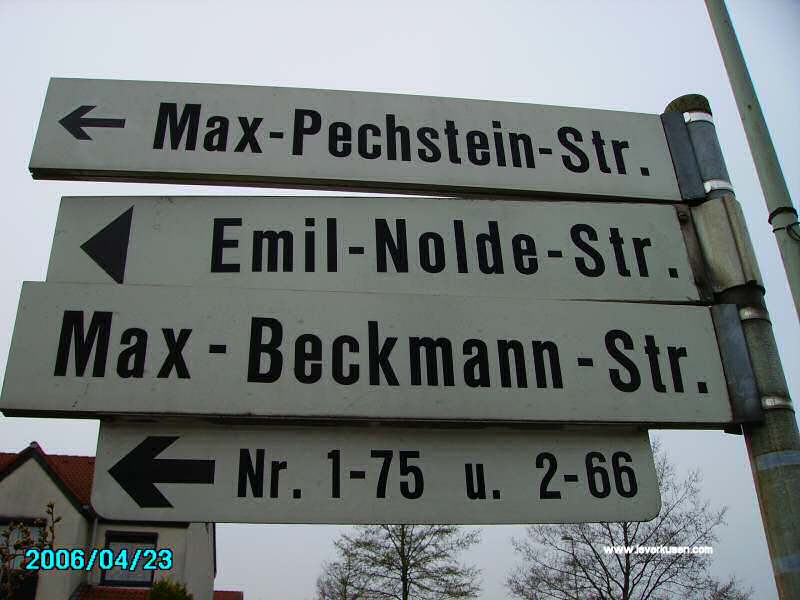 Max-Pechstein-Str.
Emil-Nolde-Str.
Max-Beckmann-Str.
Nr. 1-75 u. 2-66
www.leverkusen.com
2006/04/23